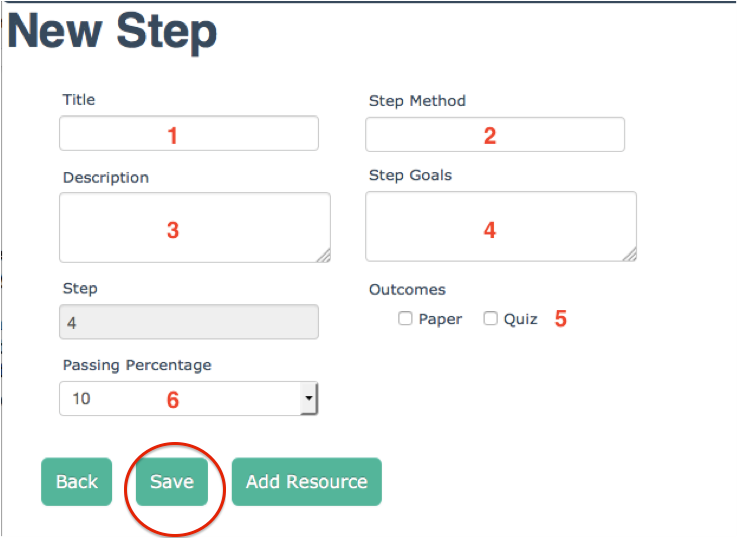 New Step
Title
Step Method
1
2
Description
Step Goals
3
4
Step
Outcomes
4
Paper Quiz 5
Passing Percentage
10 6
Back Save Add Resource